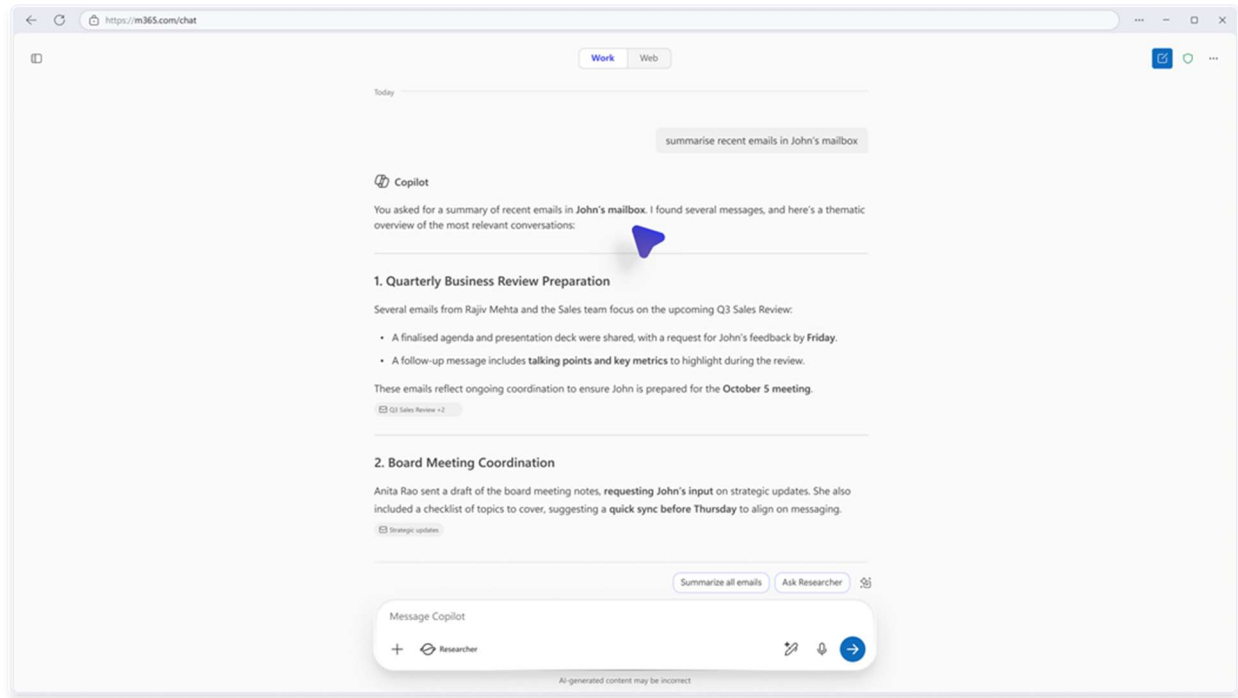 https://m365.com/chat
Work
Web
Today
summarise recent emails in John's mailbox
Copilot
You asked for a summary of recent emails in John's mailbox. I found several messages, and here's a thematic
overview of the most relevant conversations:
1. Quarterly Business Review Preparation
Several emails from Rajiv Mehta and the Sales team focus on the upcoming Q3 Sales Review:
• A finalised agenda and presentation deck were shared, with a request for John's feedback by Friday.
• A follow-up message includes talking points and key metrics to highlight during the review.
These emails reflect ongoing coordination to ensure John is prepared for the October 5 meeting.
Q3 Sales Review +2
2. Board Meeting Coordination
Anita Rao sent a draft of the board meeting notes, requesting John's input on strategic updates. She also
included a checklist of topics to cover, suggesting a quick sync before Thursday to align on messaging.
Strategic updates
Summarize all emails
Ask Researcher
Message Copilot
Researcher
AI-generated content may be incorrect